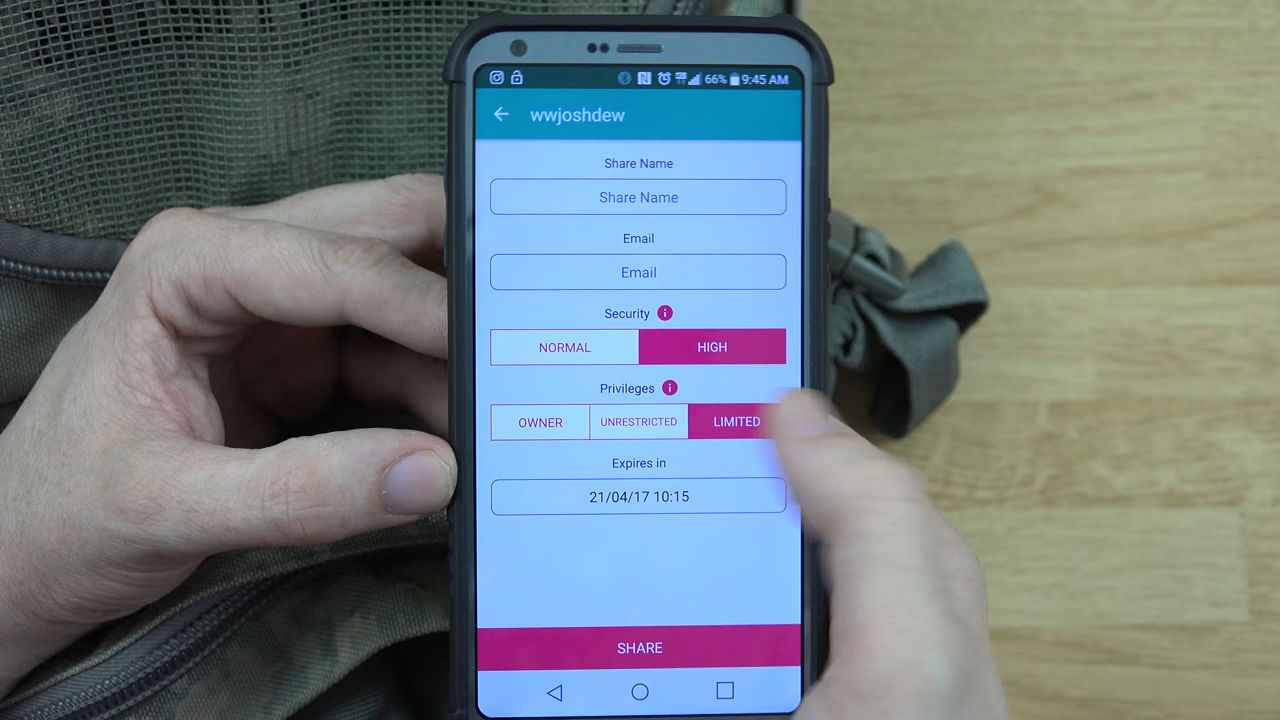 66% 9:45 AM
wwjoshdew
Share Name
Share Name
Email
Email
Security
NORMAL HIGH
Privileges
OWNER UNRESTRICTED LIMITED
Expires in
21/04/17 10:15
SHARE